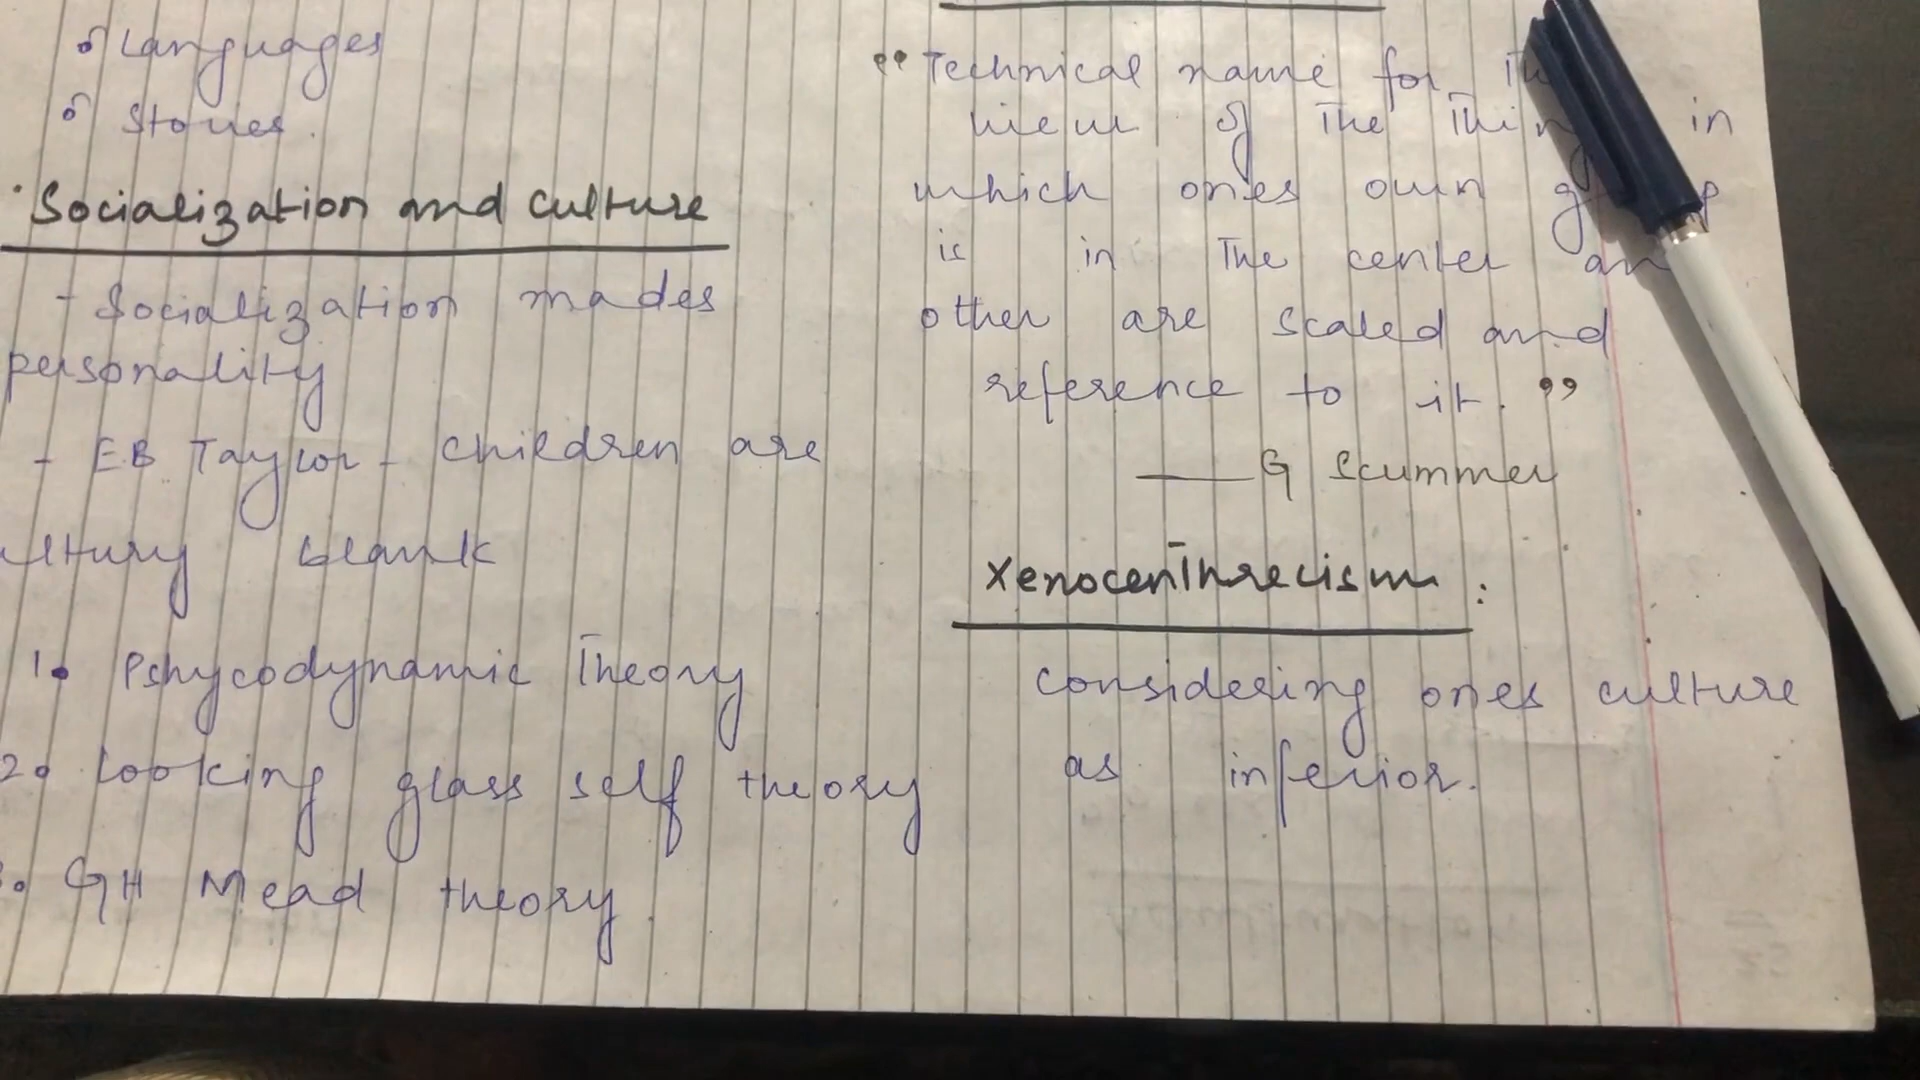 Languages
Stories.
Socialization and culture
- Socialization mades
personality
- EB Taylor - children are
blank
1. Pshycodynamic Theory
2. Looking glass self theory
GH Mead theory.
"Technical name for
view of The in
which ones own
is in The center
other are scaled and
reference to it."
— G Scummer
Xenocenthrecism :
considering ones culture
as inferior.